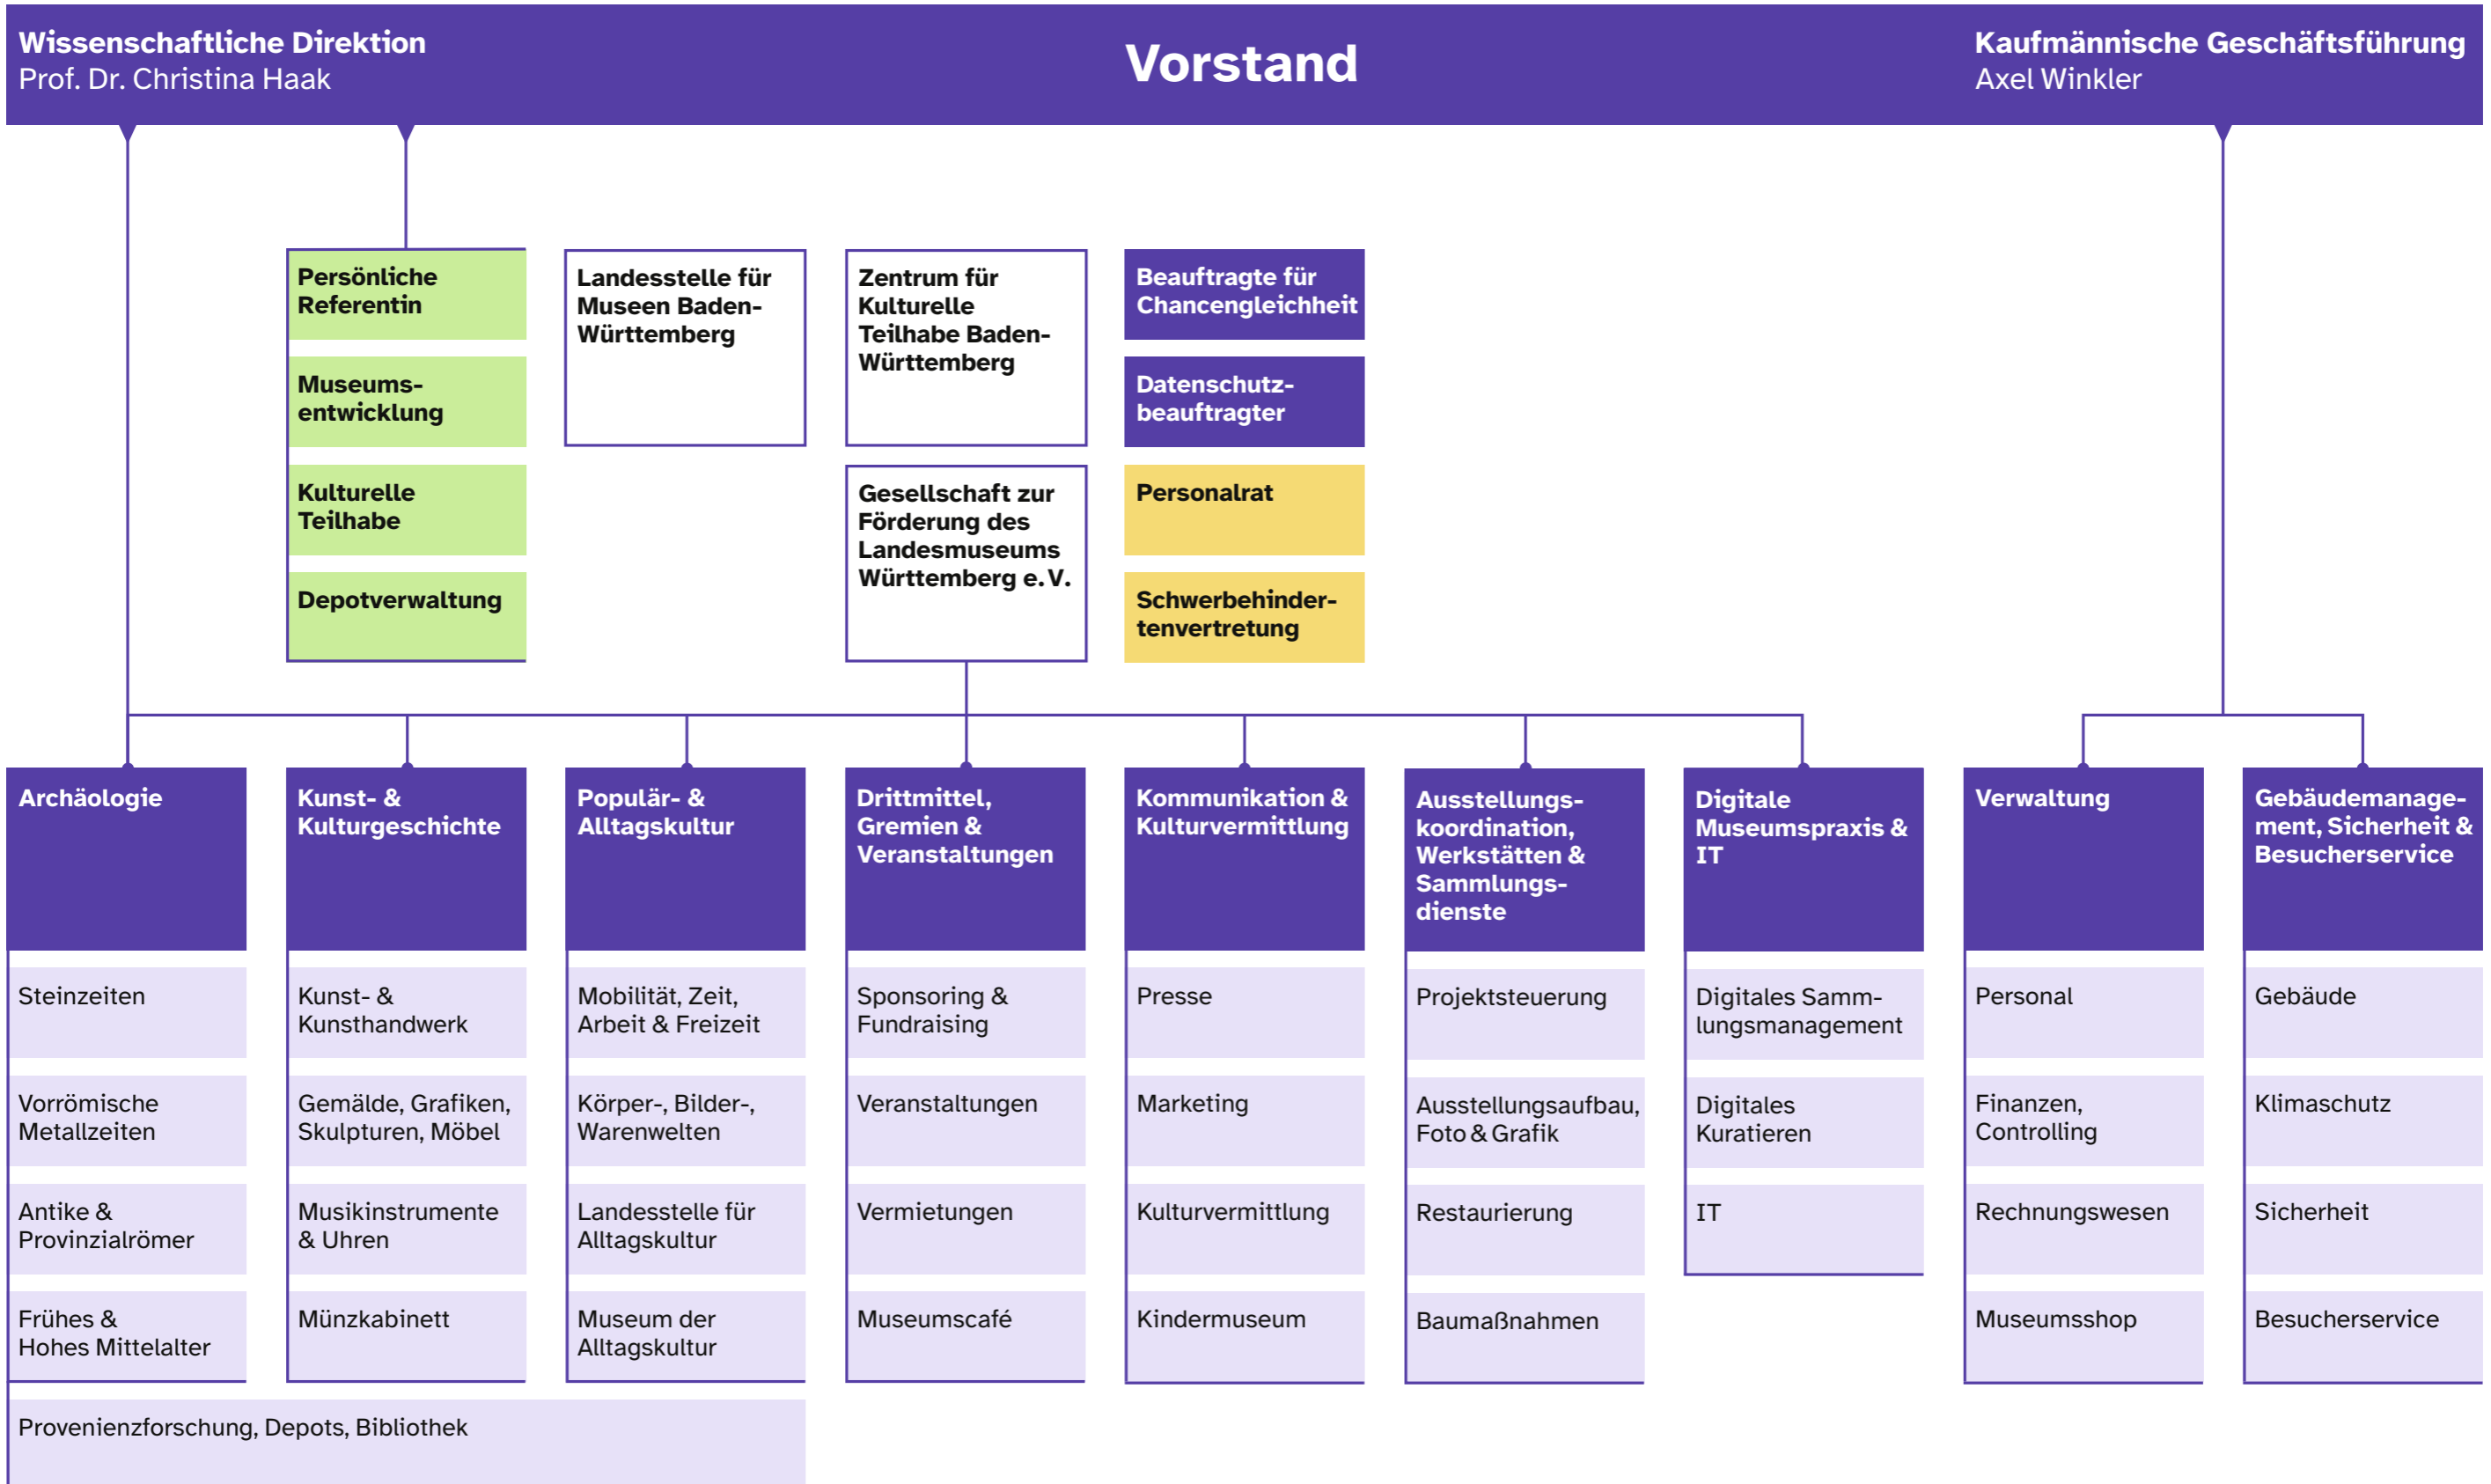 Wissenschaftliche Direktion
Prof. Dr. Christina Haak
Vorstand
Kaufmännische Geschäftsführung
Axel Winkler
Persönliche
Referentin
Museums-
entwicklung
Kulturelle
Teilhabe
Depotverwaltung
Landesstelle für
Museen Baden-
Württemberg
Zentrum für
Kulturelle
Teilhabe Baden-
Württemberg
Gesellschaft zur
Förderung des
Landesmuseums
Württemberg e.V.
Beauftragte für
Chancengleichheit
Datenschutz-
beauftragter
Personalrat
Schwerbehinder-
tenvertretung
Archäologie
Steinzeiten
Vorrömische
Metallzeiten
Antike &
Provinzialrömer
Frühes &
Hohes Mittelalter
Kunst- &
Kulturgeschichte
Kunst- &
Kunsthandwerk
Gemälde, Grafiken,
Skulpturen, Möbel
Musikinstrumente
& Uhren
Münzkabinett
Populär- &
Alltagskultur
Mobilität, Zeit,
Arbeit & Freizeit
Körper-, Bilder-,
Warenwelten
Landesstelle für
Alltagskultur
Museum der
Alltagskultur
Provenienzforschung, Depots, Bibliothek
Drittmittel,
Gremien &
Veranstaltungen
Sponsoring &
Fundraising
Veranstaltungen
Vermietungen
Museumscafé
Kommunikation &
Kulturvermittlung
Presse
Marketing
Kulturvermittlung
Kindermuseum
Ausstellungs-
koordination,
Werkstätten &
Sammlungs-
dienste
Projektsteuerung
Ausstellungsaufbau,
Foto & Grafik
Restaurierung
Baumaßnahmen
Digitale
Museumspraxis &
IT
Digitales Samm-
lungsmanagement
Digitales
Kuratieren
IT
Verwaltung
Personal
Finanzen,
Controlling
Rechnungswesen
Museumsshop
Gebäudemanage-
ment, Sicherheit &
Besucherservice
Gebäude
Klimaschutz
Sicherheit
Besucherservice